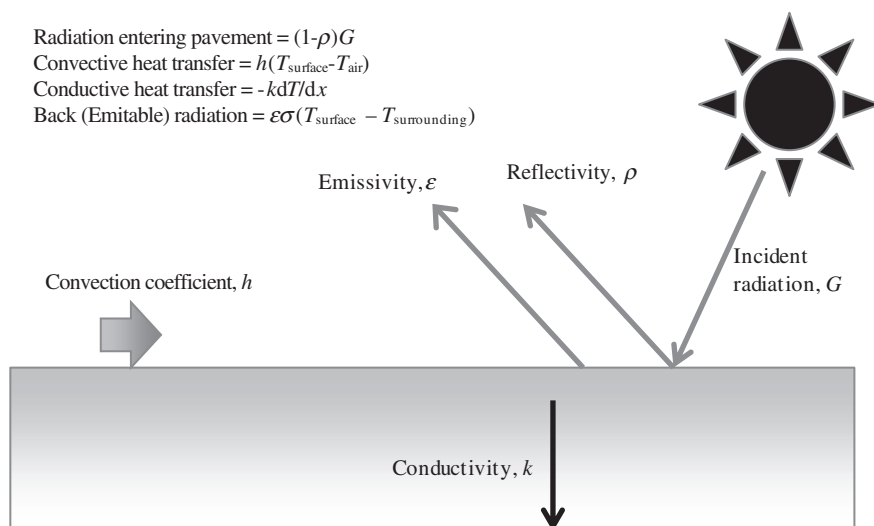 Radiation entering pavement = (1-ρ)G
Convective heat transfer = h(Tsurface-Tair)
Conductive heat transfer = -kdT/dx
Back (Emitable) radiation = εσ(Tsurface – Tsurrounding)
Emissivity, ε
Reflectivity, ρ
Incident
radiation, G
Convection coefficient, h
Conductivity, k